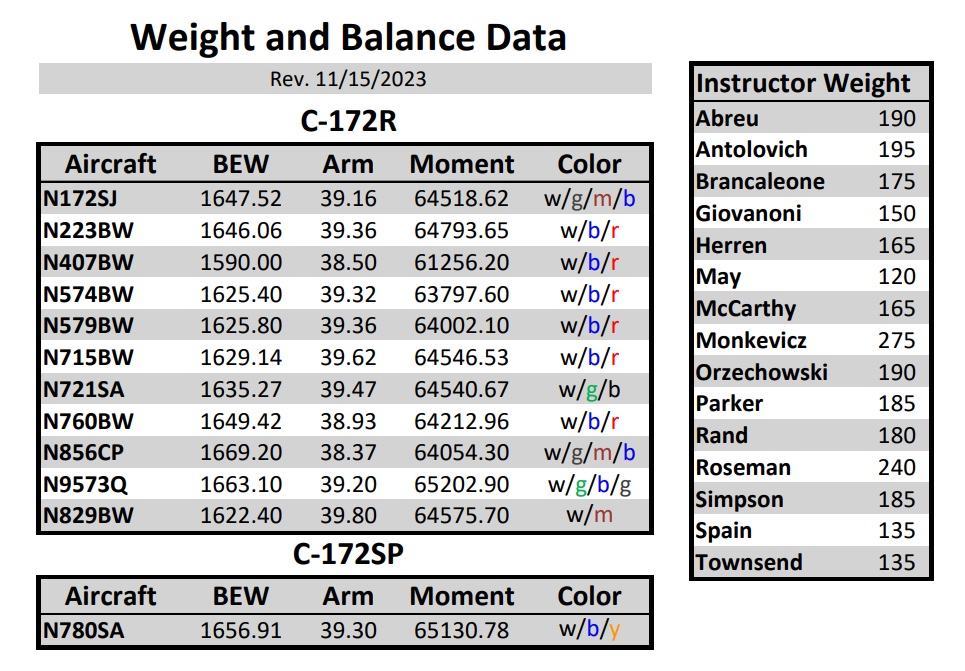 Weight and Balance Data
Rev. 11/15/2023
C-172R
Aircraft BEW Arm Moment Color
N172SJ 1647.52 39.16 64518.62 w/g/m/b
N223BW 1646.06 39.36 64793.65 w/b/r
N407BW 1590.00 38.50 61256.20 w/b/r
N574BW 1625.40 39.32 63797.60 w/b/r
N579BW 1625.80 39.36 64002.10 w/b/r
N715BW 1629.14 39.62 64546.53 w/b/r
N721SA 1635.27 39.47 64540.67 w/g/b
N760BW 1649.42 38.93 64212.96 w/b/r
N856CP 1669.20 38.37 64054.30 w/g/m/b
N9573Q 1663.10 39.20 65202.90 w/g/b/g
N829BW 1622.40 39.80 64575.70 w/m
C-172SP
Aircraft BEW Arm Moment Color
N780SA 1656.91 39.30 65130.78 w/b/y
Instructor Weight
Abreu 190
Antolovich 195
Brancaleone 175
Giovanoni 150
Herren 165
May 120
McCarthy 165
Monkevicz 275
Orzechowski 190
Parker 185
Rand 180
Roseman 240
Simpson 185
Spain 135
Townsend 135